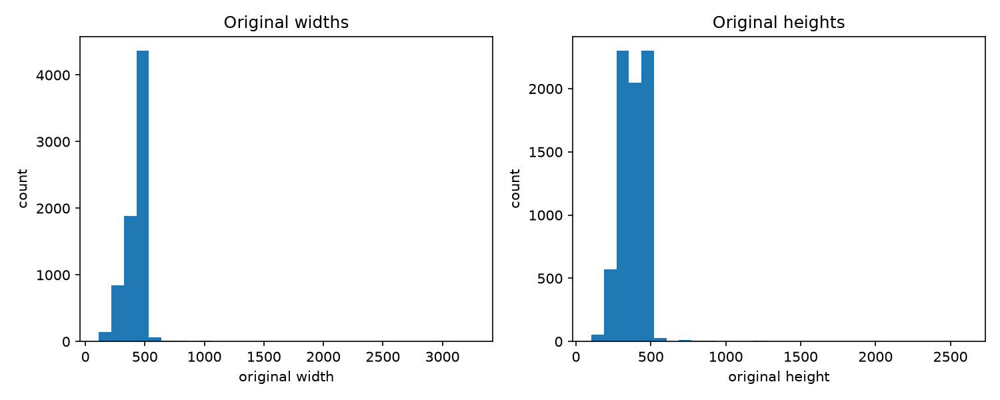 Original widths
count
4000
3000
2000
1000
0
0 500 1000 1500 2000 2500 3000
original width
Original heights
count
2000
1500
1000
500
0
0 500 1000 1500 2000 2500
original height